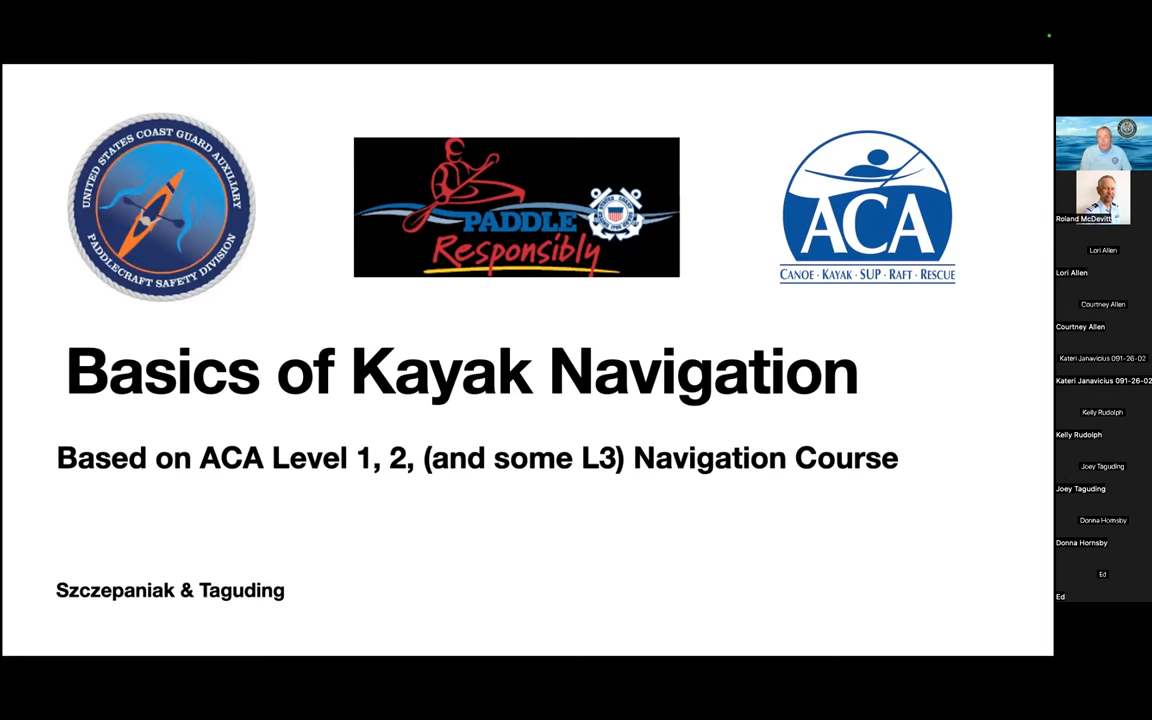 UNITED STATES COAST GUARD AUXILIARY
PADDLECRAFT SAFETY DIVISION
PADDLE
Responsibly
ACA
CANOE · KAYAK · SUP · RAFT · RESCUE
Basics of Kayak Navigation
Based on ACA Level 1, 2, (and some L3) Navigation Course
Szczepaniak & Taguding
Roland McDevitt
Lori Allen
Lori Allen
Courtney Allen
Courtney Allen
Kateri Janavicius 091-26-02
Kateri Janavicius 091-26-02
Kelly Rudolph
Kelly Rudolph
Joey Taguding
Joey Taguding
Donna Hornsby
Donna Hornsby
Ed
Ed